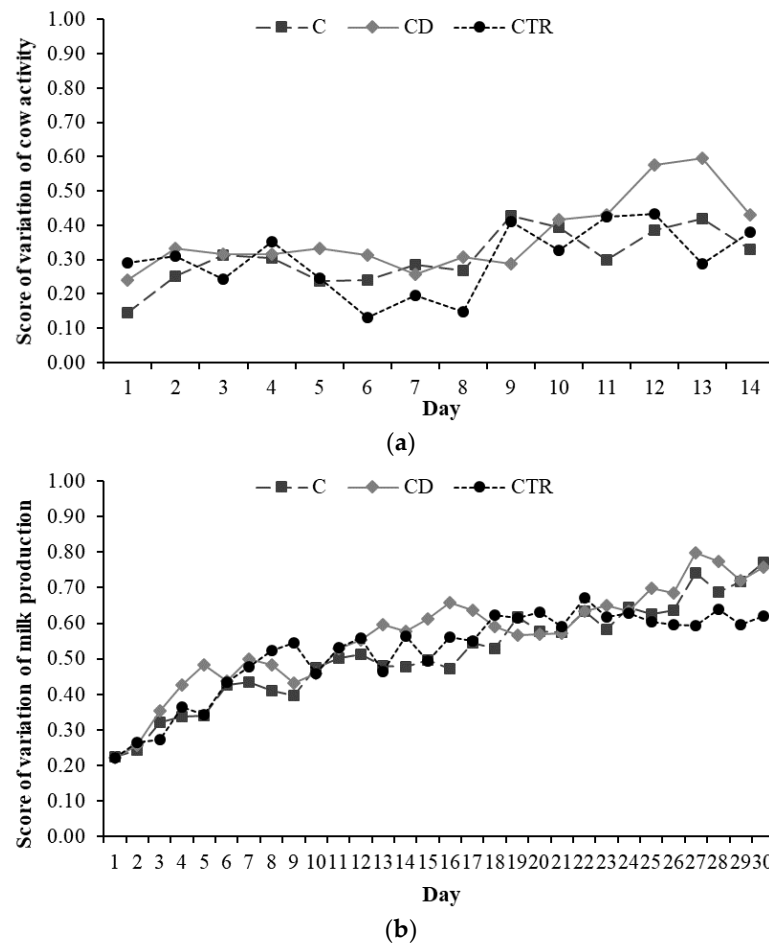 1.00
0.90
0.80
0.70
0.60
0.50
0.40
0.30
0.20
0.10
0.00
Score of variation of cow activity
C CD CTR
1 2 3 4 5 6 7 8 9 10 11 12 13 14
Day
(a)
1.00
0.90
0.80
0.70
0.60
0.50
0.40
0.30
0.20
0.10
0.00
Score of variation of milk production
C CD CTR
1 2 3 4 5 6 7 8 9 10 11 12 13 14 15 16 17 18 19 20 21 22 23 24 25 26 27 28 29 30
Day
(b)